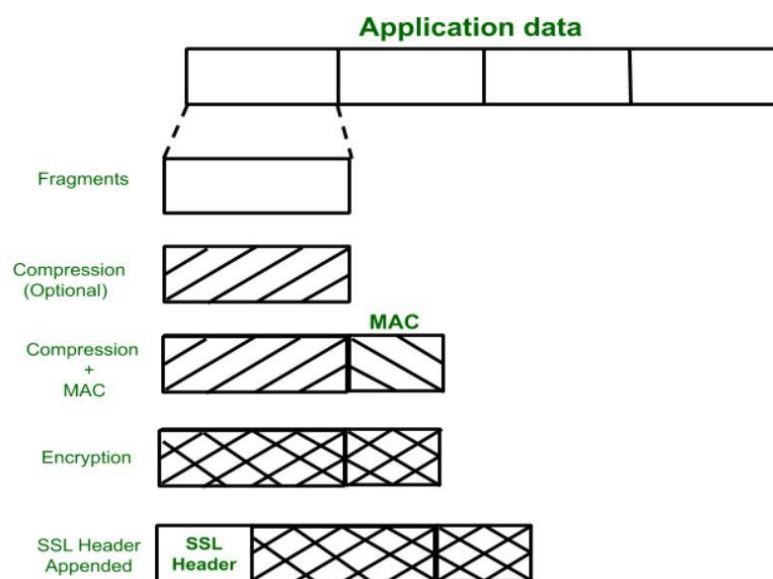 Application data
Fragments
Compression
(Optional)
MAC
Compression
+
MAC
Encryption
SSL Header
Appended
SSL
Header